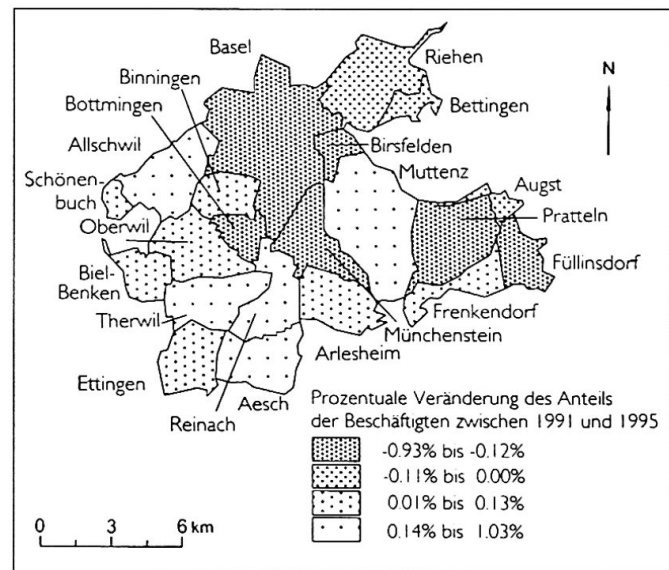 Basel
Riehen
N
Binningen
Bettingen
Bottmingen
Birsfelden
Allschwil
Muttenz
Schönen-
buch
Augst
Pratteln
Oberwil
Füllinsdorf
Biel-
Benken
Frenkendorf
Therwil
Münchenstein
Arlesheim
Ettingen
Aesch
Reinach
Prozentuale Veränderung des Anteils
der Beschäftigten zwischen 1991 und 1995
-0.93% bis -0.12%
-0.11% bis 0.00%
0.01% bis 0.13%
0.14% bis 1.03%
0 3 6 km